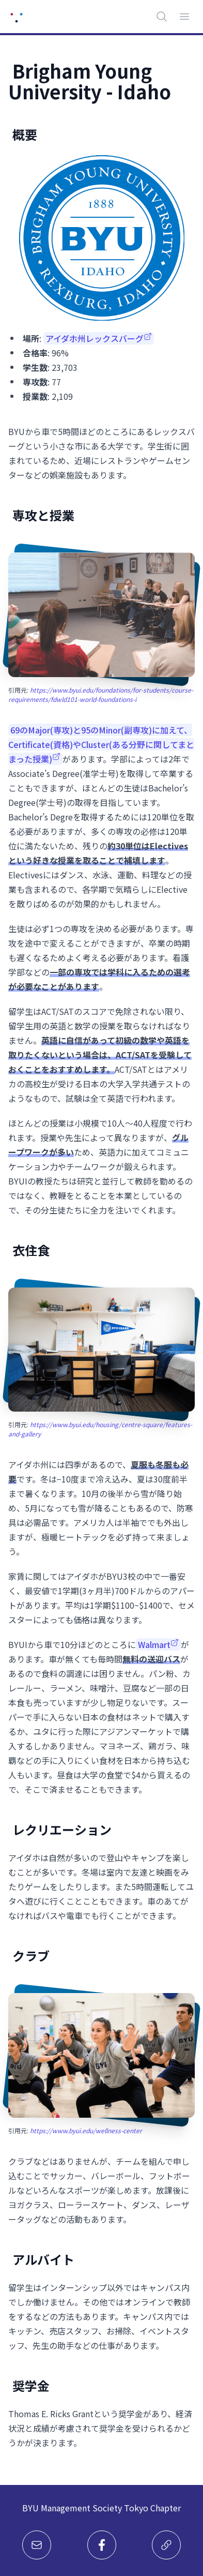 Brigham Young
University - Idaho
概要
BRIGHAM YOUNG UNIVERSITY
1888
BYU
IDAHO
REXBURG, IDAHO
場所: アイダホ州レックスバーグ
合格率: 96%
学生数: 23,703
専攻数: 77
授業数: 2,109
BYUから車で5時間ほどのところにあるレックスバ
ーグという小さな市にある大学です。学生街に囲
まれているため、近場にレストランやゲームセン
ターなどの娯楽施設もあります。
専攻と授業
引用元: https://www.byui.edu/foundations/for-students/course-
requirements/fdwld101-world-foundations-i
69のMajor(専攻)と95のMinor(副専攻)に加えて、
Certificate(資格)やCluster(ある分野に関してまと
まった授業) があります。学部によっては2年で
Associate’s Degree(准学士号)を取得して卒業する
こともできますが、ほとんどの生徒はBachelor's
Degree(学士号)の取得を目指しています。
Bachelor's Degreを取得するためには120単位を取
る必要がありますが、多くの専攻の必修は100単
位に満たないため、残りの約30単位はElectives
という好きな授業を取ることで補填します。
Electivesにはダンス、水泳、運動、料理などの授
業も含まれるので、各学期で気晴らしにElective
を散りばめるのが効果的かもしれません。
生徒は必ず1つの専攻を決める必要があります。専
攻を途中で変えることができますが、卒業の時期
も遅くなるためよく考える必要があります。看護
学部などの一部の専攻では学科に入るための選考
が必要なことがあります。
留学生はACT/SATのスコアで免除されない限り、
留学生用の英語と数学の授業を取らなければなり
ません。英語に自信があって初級の数学や英語を
取りたくないという場合は、ACT/SATを受験して
おくことをおすすめします。ACT/SATとはアメリ
カの高校生が受ける日本の大学入学共通テストの
ようなもので、試験は全て英語で行われます。
ほとんどの授業は小規模で10人〜40人程度で行わ
れます。授業や先生によって異なりますが、グル
ープワークが多いため、英語力に加えてコミュニ
ケーション力やチームワークが鍛えられます。
BYUIの教授たちは研究と並行して教師を勤めるの
ではなく、教鞭をとることを本業としているの
で、その分生徒たちに全力を注いでくれます。
衣住食
引用元: https://www.byui.edu/housing/centre-square/features-
and-gallery
アイダホ州には四季があるので、夏服も冬服も必
要です。冬は−10度まで冷え込み、夏は30度前半
まで暑くなります。10月の後半から雪が降り始
め、5月になっても雪が降ることもあるので、防寒
具は必需品です。アメリカ人は半袖でも外出し
ますが、極暖ヒートテックを必ず持って来ましょ
う。
家賃に関してはアイダホがBYU3校の中で一番安
く、最安値で1学期(3ヶ月半)700ドルからのアパー
トがあります。平均は1学期$1100~$1400で、セメ
スターによっても価格は異なります。
BYUIから車で10分ほどのところにWalmart が
あります。車が無くても毎時間無料の送迎バスが
あるので食料の調達には困りません。パン粉、カ
レールー、ラーメン、味噌汁、豆腐など一部の日
本食も売っていますが少し物足りないです。スー
パーで手に入らない日本の食材はネットで購入す
るか、ユタに行った際にアジアンマーケットで購
入するしかありません。マヨネーズ、鶏ガラ、味
覇などの手に入りにくい食材を日本から持ち込む
人もいます。昼食は大学の食堂で$4から買えるの
で、そこで済ませることもできます。
レクリエーション
アイダホは自然が多いので登山やキャンプを楽し
むことが多いです。冬場は室内で友達と映画をみ
たりゲームをしたりします。また5時間運転してユ
タへ遊びに行くこところともできます。車のあてが
なければバスや電車でも行くことができます。
クラブ
引用元: https://www.byui.edu/wellness-center
クラブなどはありませんが、チームを組んで申し
込むことでサッカー、バレーボール、フットボー
ルなどいろんなスポーツが楽しめます。放課後に
ヨガクラス、ローラースケート、ダンス、レーザ
ータッグなどの活動もあります。
アルバイト
留学生はインターンシップ以外ではキャンパス内
でしか働けません。その他ではオンラインで教師
をするなどの方法もあります。キャンパス内では
キッチン、売店スタッフ、お掃除、イベントスタ
ッフ、先生の助手などの仕事があります。
奨学金
Thomas E. Ricks Grantという奨学金があり、経済
状況と成績が考慮されて奨学金を受けられるかど
うかが決まります。
BYU Management Society Tokyo Chapter